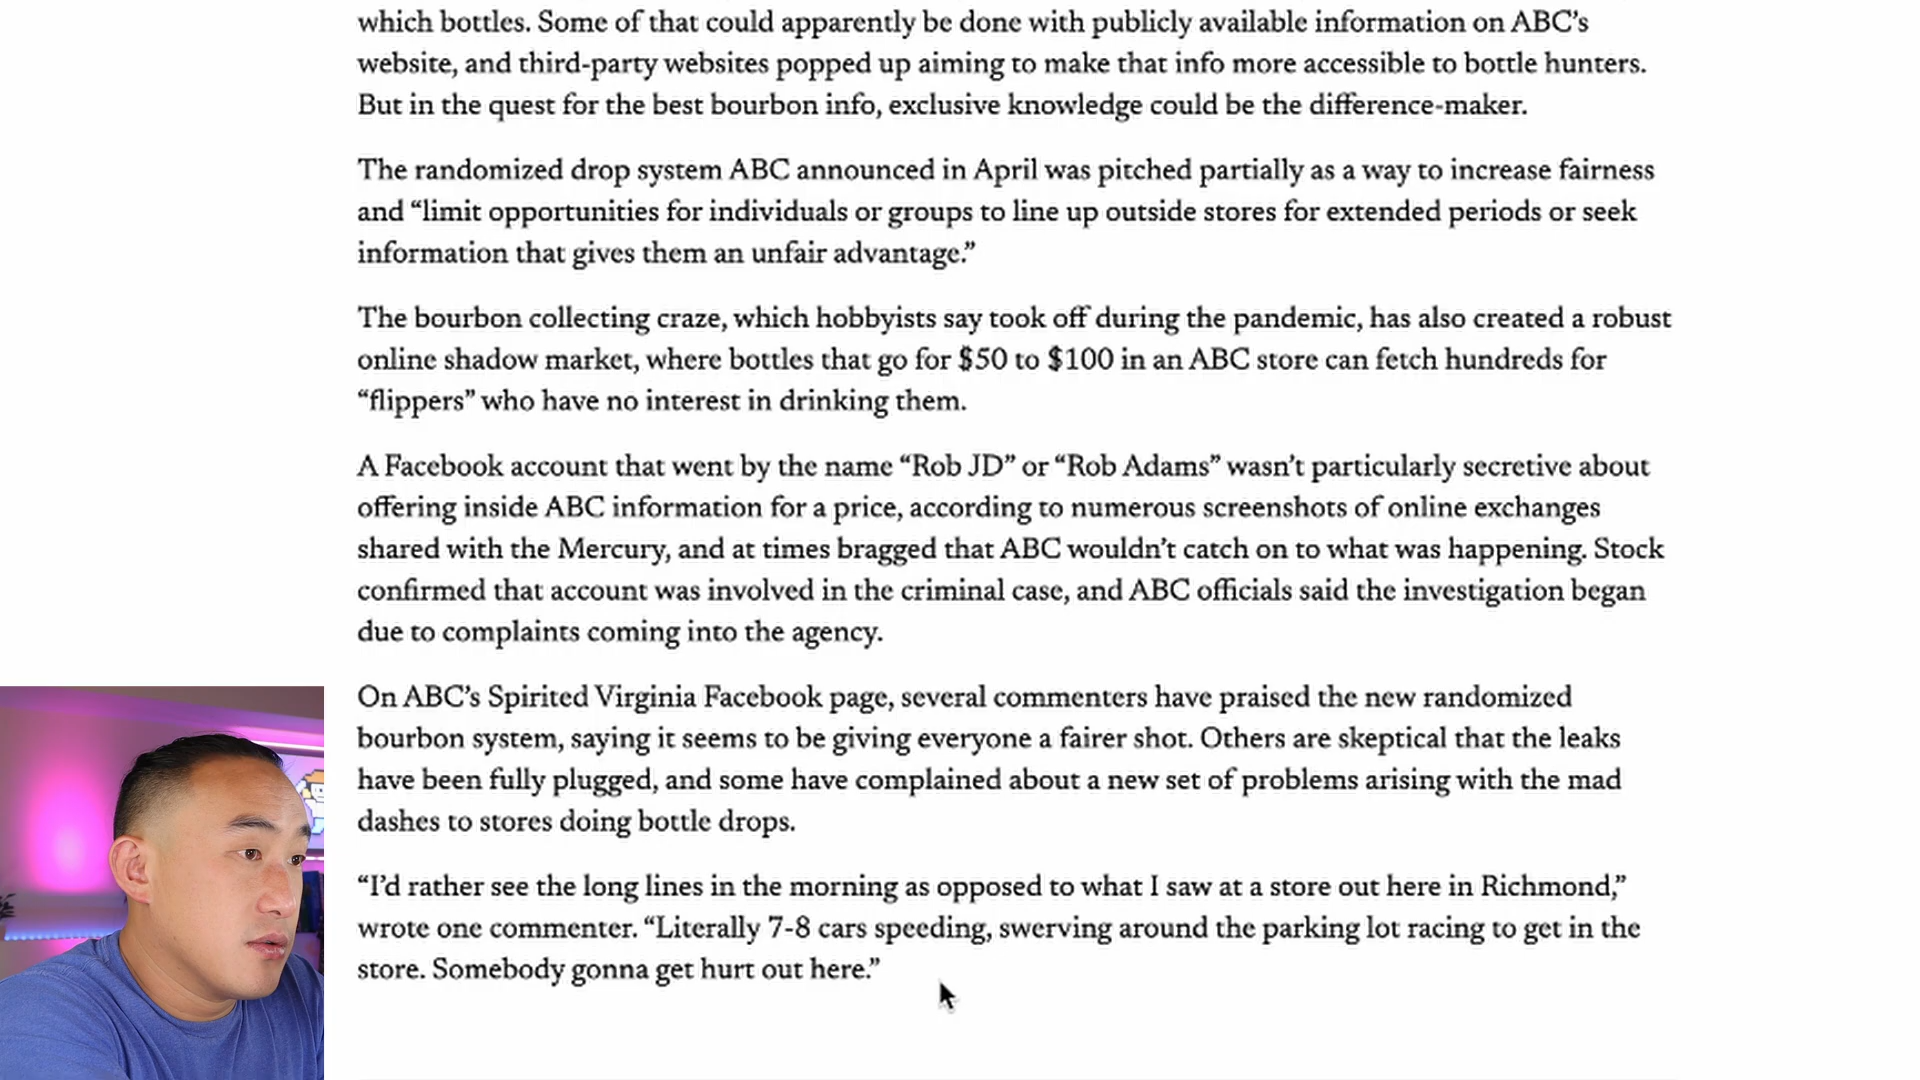 which bottles. Some of that could apparently be done with publicly available information on ABC’s
website, and third-party websites popped up aiming to make that info more accessible to bottle hunters.
But in the quest for the best bourbon info, exclusive knowledge could be the difference-maker.
The randomized drop system ABC announced in April was pitched partially as a way to increase fairness
and “limit opportunities for individuals or groups to line up outside stores for extended periods or seek
information that gives them an unfair advantage.”
The bourbon collecting craze, which hobbyists say took off during the pandemic, has also created a robust
online shadow market, where bottles that go for $50 to $100 in an ABC store can fetch hundreds for
“flippers” who have no interest in drinking them.
A Facebook account that went by the name “Rob JD” or “Rob Adams” wasn’t particularly secretive about
offering inside ABC information for a price, according to numerous screenshots of online exchanges
shared with the Mercury, and at times bragged that ABC wouldn’t catch on to what was happening. Stock
confirmed that account was involved in the criminal case, and ABC officials said the investigation began
due to complaints coming into the agency.
On ABC’s Spirited Virginia Facebook page, several commenters have praised the new randomized
bourbon system, saying it seems to be giving everyone a fairer shot. Others are skeptical that the leaks
have been fully plugged, and some have complained about a new set of problems arising with the mad
dashes to stores doing bottle drops.
“I’d rather see the long lines in the morning as opposed to what I saw at a store out here in Richmond,”
wrote one commenter. “Literally 7-8 cars speeding, swerving around the parking lot racing to get in the
store. Somebody gonna get hurt out here.”